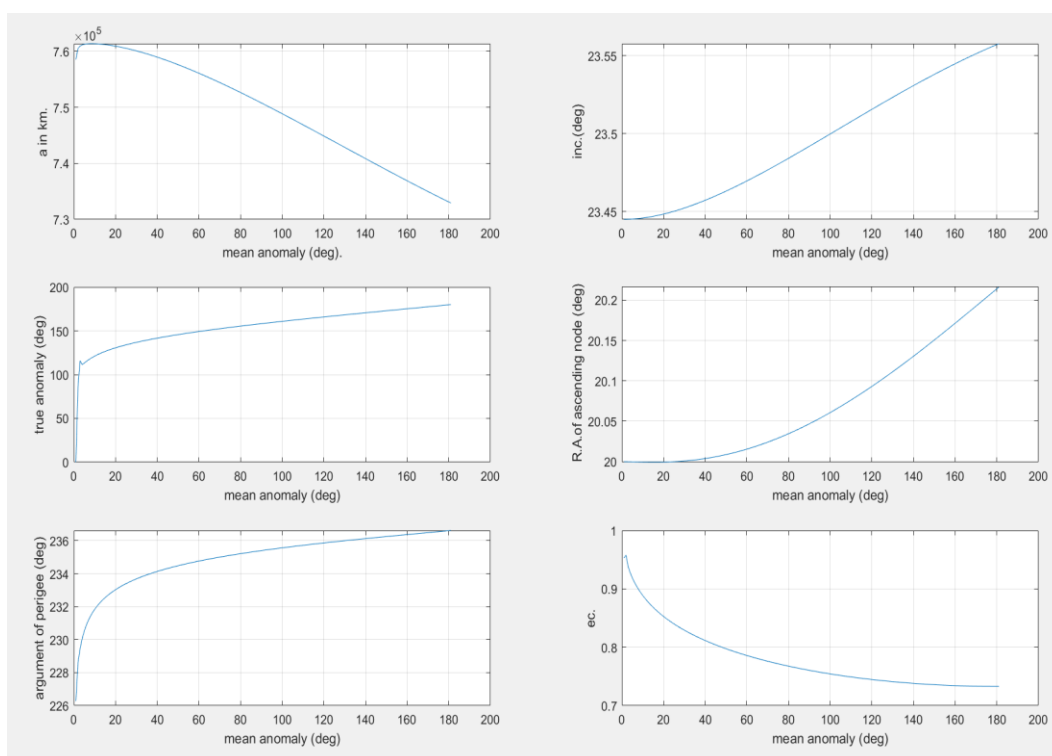 ×10⁵
7.6
7.5
7.4
7.3
a in km.
0 20 40 60 80 100 120 140 160 180 200
mean anomaly (deg).
23.55
23.5
23.45
inc.(deg)
0 20 40 60 80 100 120 140 160 180 200
mean anomaly (deg)
200
150
100
50
0
true anomaly (deg)
0 20 40 60 80 100 120 140 160 180 200
mean anomaly (deg)
20.2
20.15
20.1
20.05
20
R.A.of ascending node (deg)
0 20 40 60 80 100 120 140 160 180 200
mean anomaly (deg)
236
234
232
230
228
226
argument of perigee (deg)
0 20 40 60 80 100 120 140 160 180 200
mean anomaly (deg)
1
0.9
0.8
0.7
ec.
0 20 40 60 80 100 120 140 160 180 200
mean anomaly (deg)